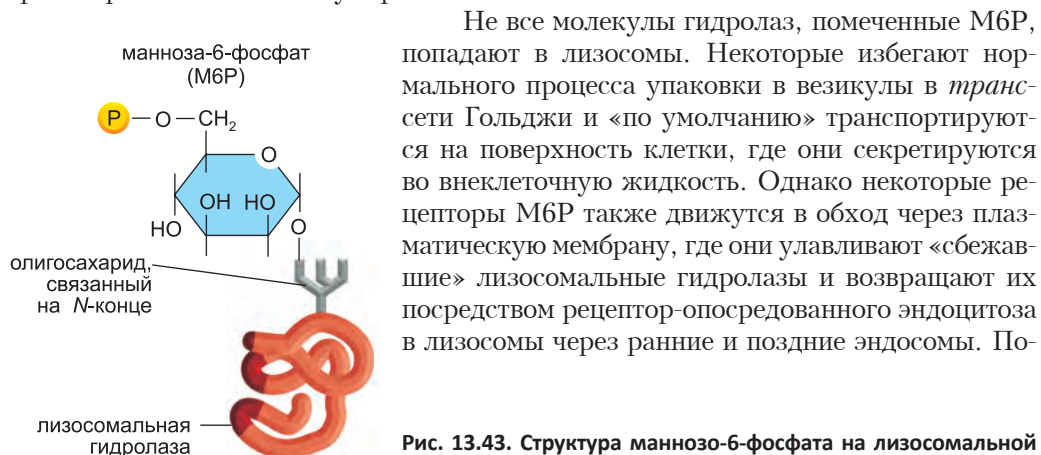 Не все молекулы гидролаз, помеченные М6Р,
попадают в лизосомы. Некоторые избегают нор-
мального процесса упаковки в везикулы в транс-
сети Гольджи и «по умолчанию» транспортируют-
ся на поверхность клетки, где они секретируются
во внеклеточную жидкость. Однако некоторые ре-
цепторы М6Р также движутся в обход через плаз-
матическую мембрану, где они улавливают «сбежав-
шие» лизосомальные гидролазы и возвращают их
посредством рецептор-опосредованного эндоцитоза
в лизосомы через ранние и поздние эндосомы. По-
манноза-6-фосфат
(М6Р)
P — O — CH₂
O
OH HO
HO
O
олигосахарид,
связанный
на N-конце
лизосомальная
гидролаза
Рис. 13.43. Структура маннозо-6-фосфата на лизосомальной